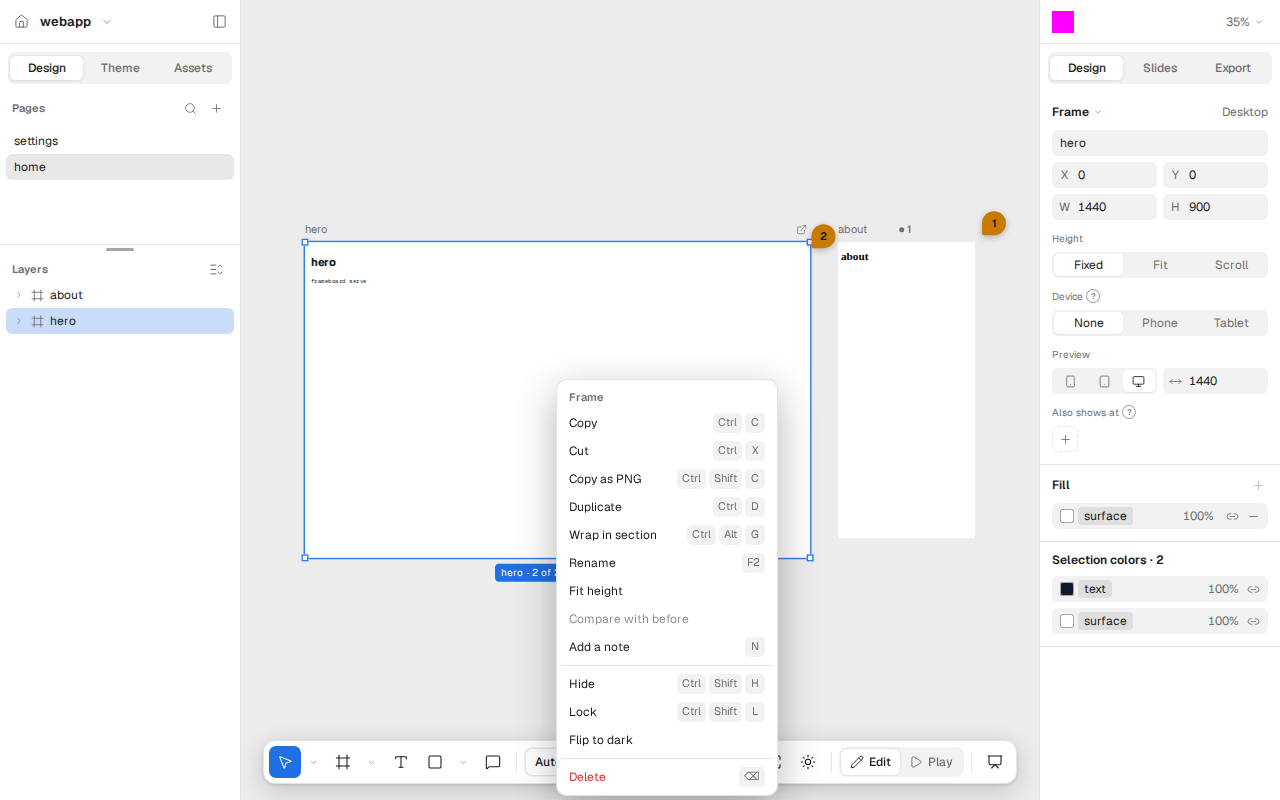 webapp
35%
Design
Theme
Assets
Design
Slides
Export
Pages
settings
home
Layers
about
hero
hero
about
1
2
1
hero
frameboard serve
about
hero · 2 of
Frame
Copy
Ctrl C
Cut
Ctrl X
Copy as PNG
Ctrl Shift C
Duplicate
Ctrl D
Wrap in section
Ctrl Alt G
Rename
F2
Fit height
Compare with before
Add a note
N
Hide
Ctrl Shift H
Lock
Ctrl Shift L
Flip to dark
Delete
Edit
Play
Frame
Desktop
hero
X 0
Y 0
W 1440
H 900
Height
Fixed
Fit
Scroll
Device ?
None
Phone
Tablet
Preview
1440
Also shows at ?
Fill
surface
100%
Selection colors · 2
text
100%
surface
100%